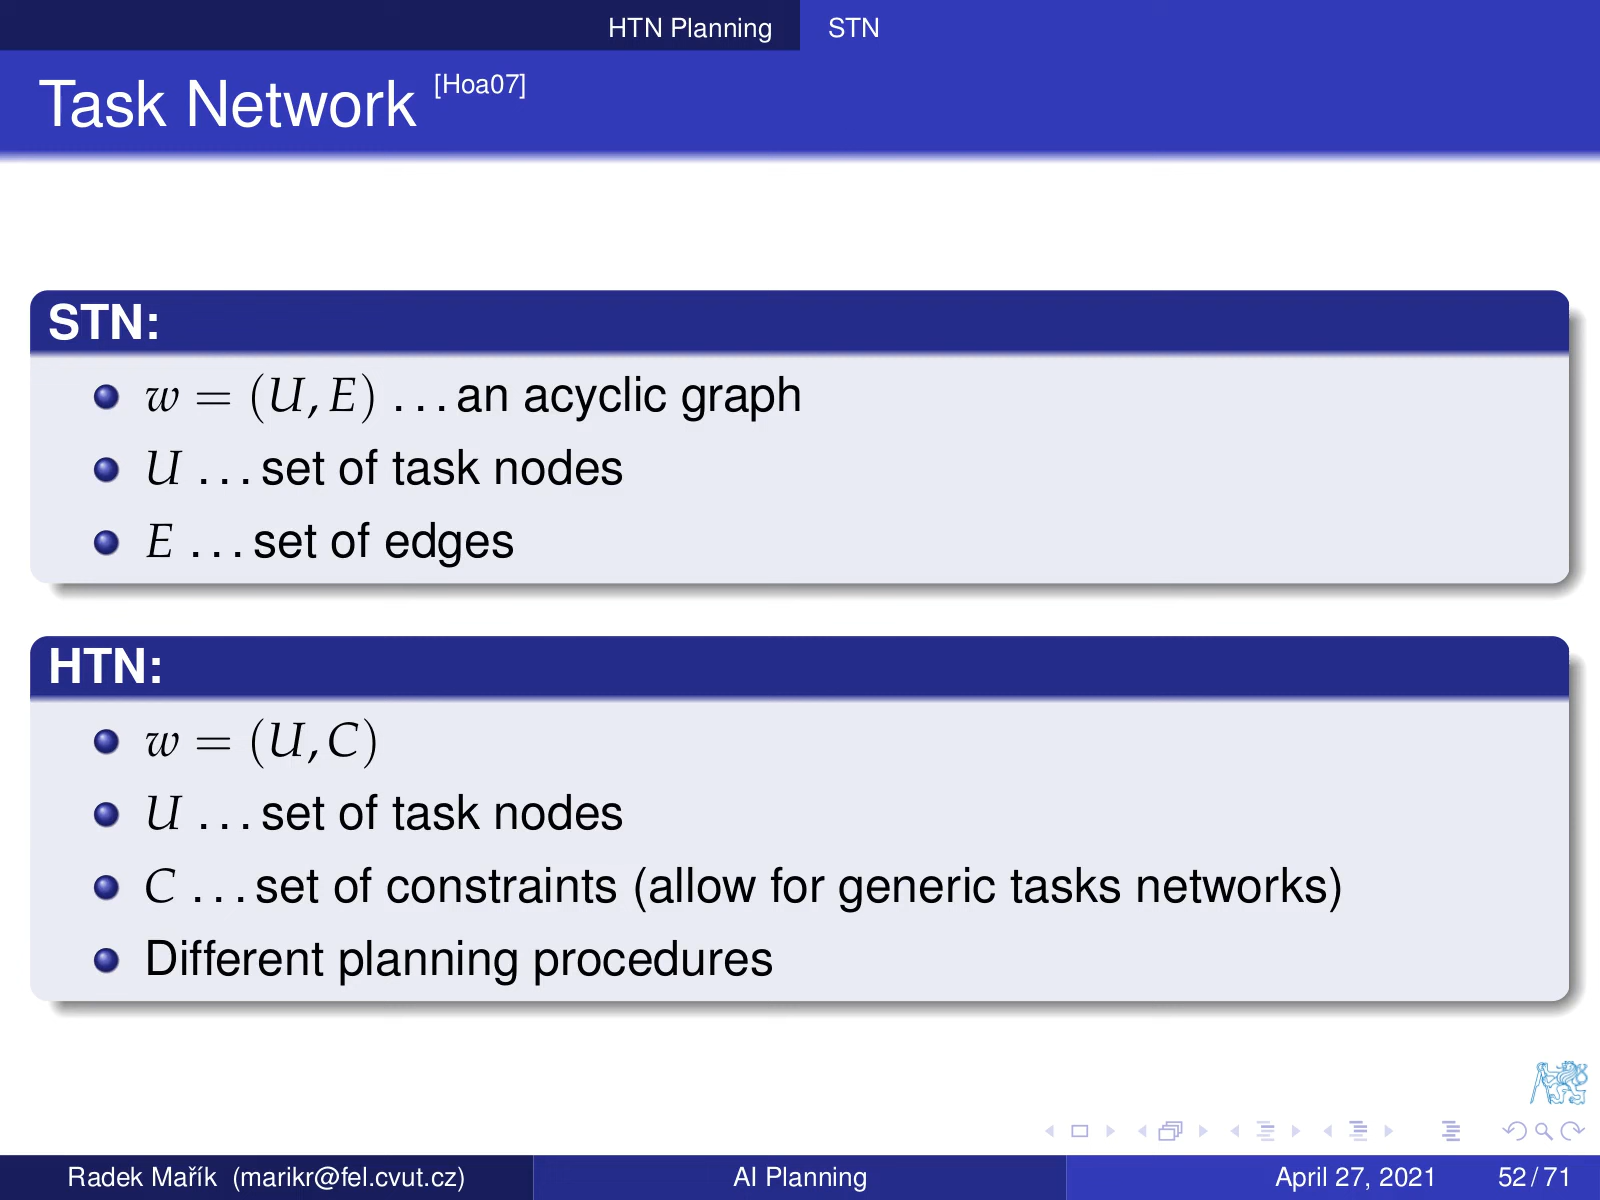 HTN Planning STN
Task Network [Hoa07]
STN:
w = (U, E) . . . an acyclic graph
U . . . set of task nodes
E . . . set of edges
HTN:
w = (U, C)
U . . . set of task nodes
C . . . set of constraints (allow for generic tasks networks)
Different planning procedures
Radek Mařík (marikr@fel.cvut.cz) AI Planning April 27, 2021 52 / 71